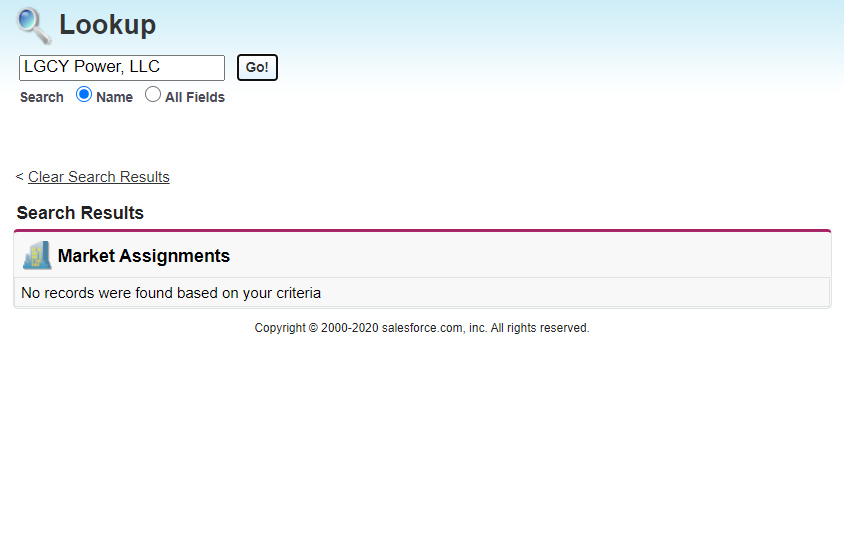 Lookup
LGCY Power, LLC
Go!
Search Name All Fields
< Clear Search Results
Search Results
Market Assignments
No records were found based on your criteria
Copyright © 2000-2020 salesforce.com, inc. All rights reserved.